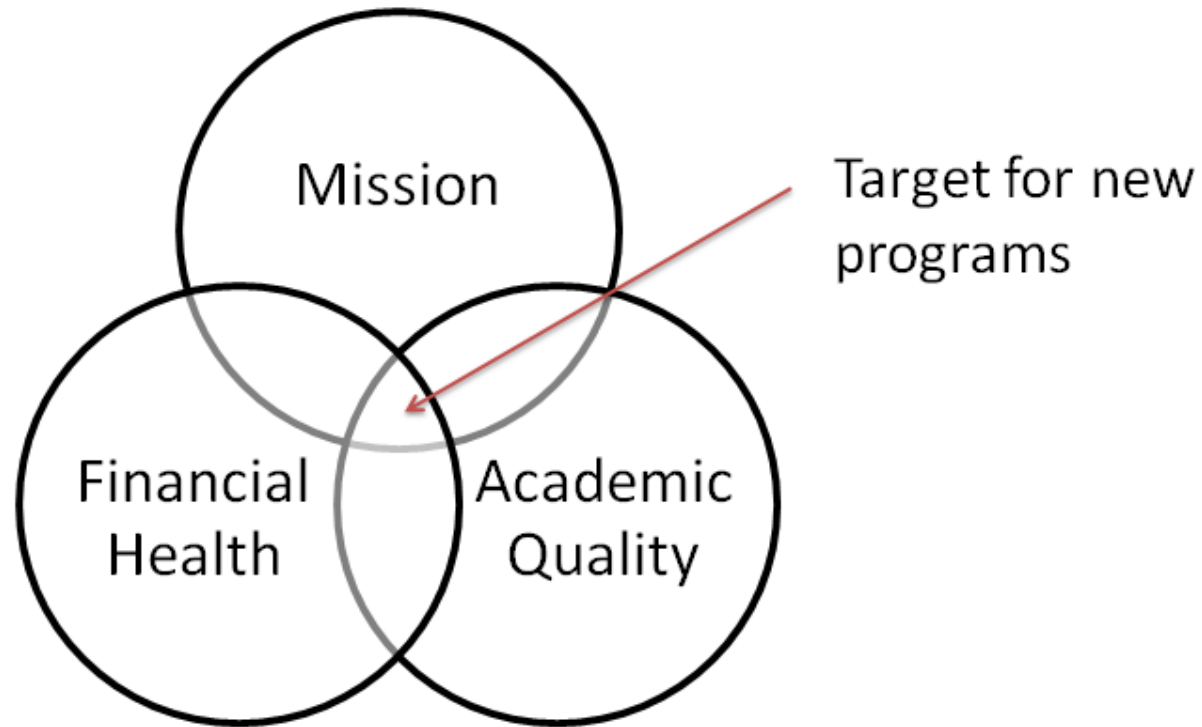 Mission
Target for new
programs
Financial
Health
Academic
Quality